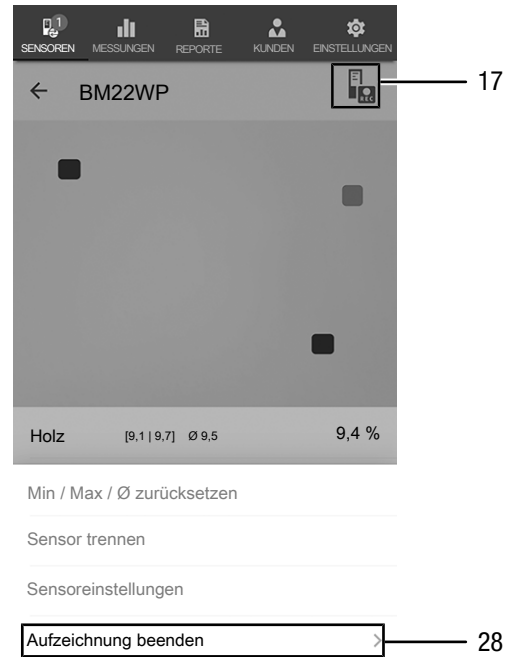 1
SENSOREN MESSUNGEN REPORTE KUNDEN EINSTELLUNGEN
BM22WP
REC
17
Holz [9,1 | 9,7] Ø 9,5 9,4 %
Min / Max / Ø zurücksetzen
Sensor trennen
Sensoreinstellungen
Aufzeichnung beenden
28